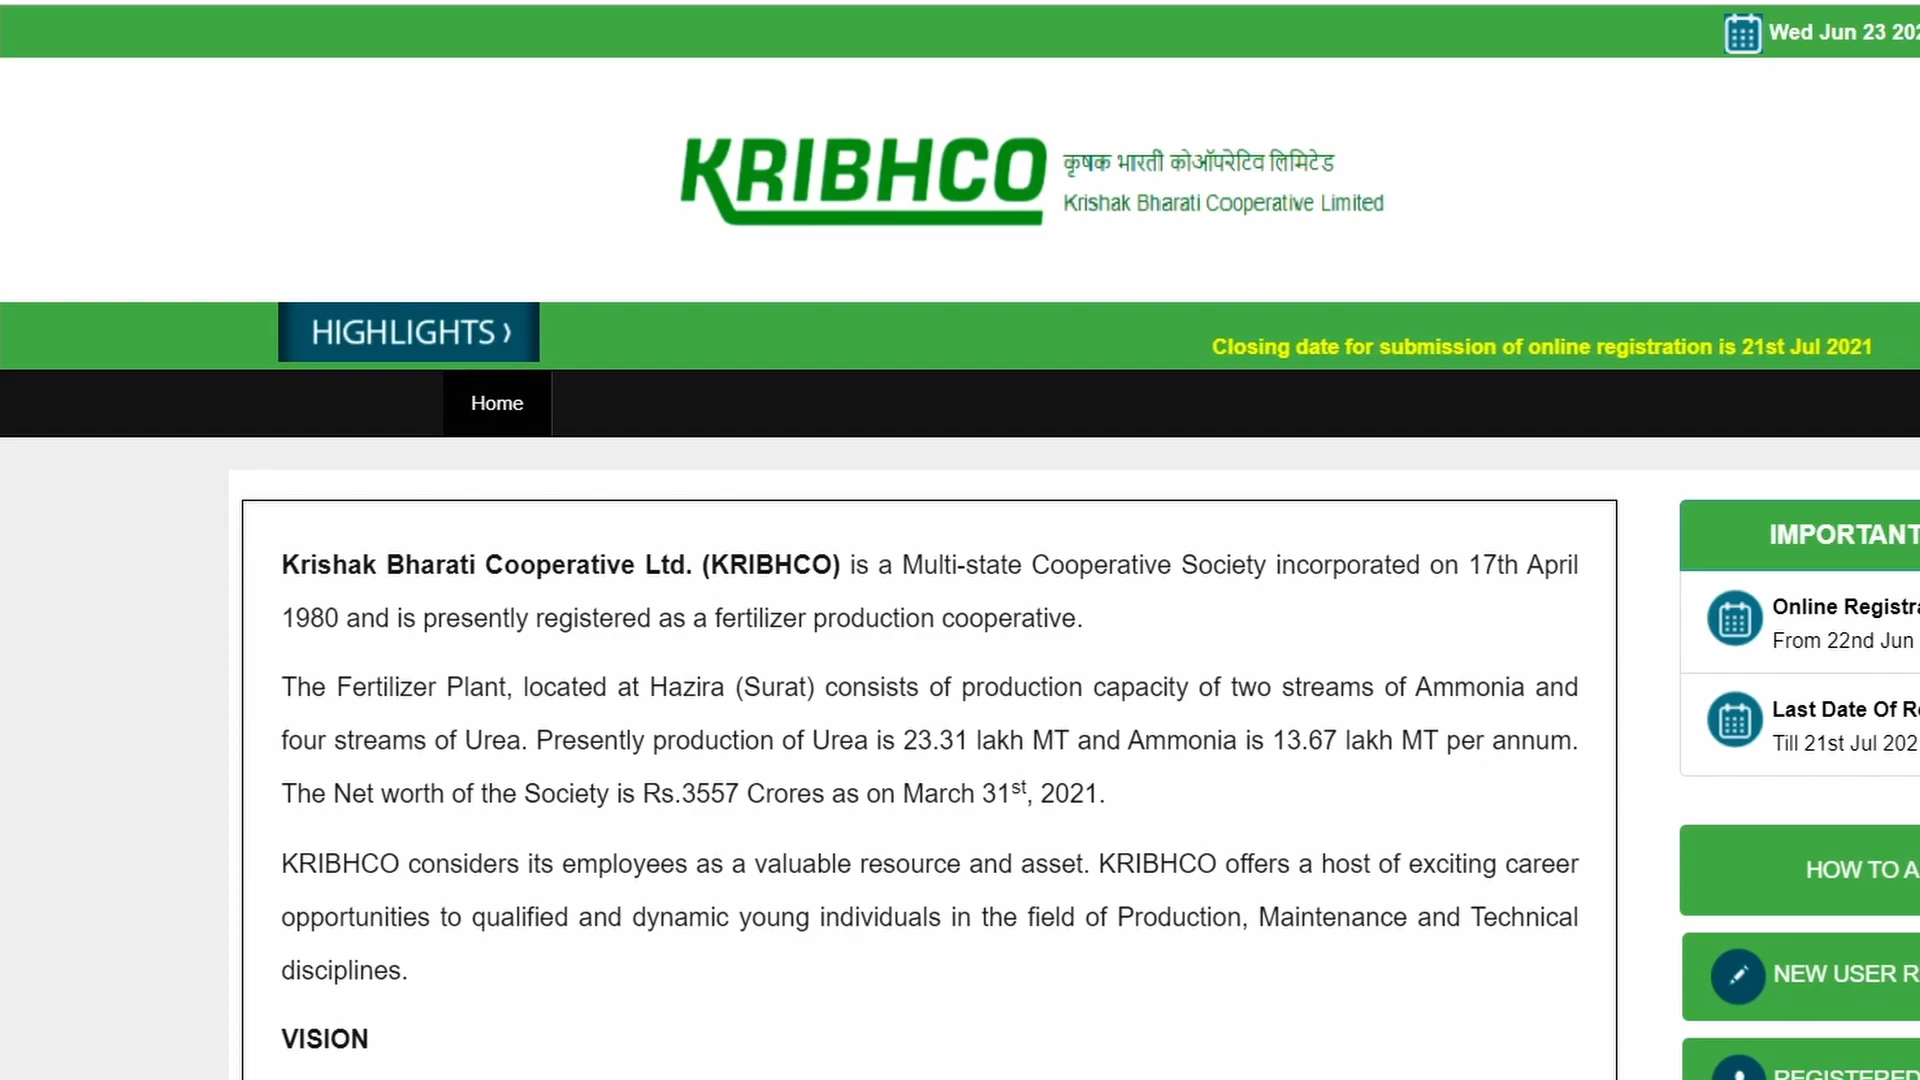 Wed Jun 23
KRIBHCO
कृषक भारती कोऑपरेटिव लिमिटेड
Krishak Bharati Cooperative Limited
HIGHLIGHTS ›
Closing date for submission of online registration is 21st Jul 2021
Home
Krishak Bharati Cooperative Ltd. (KRIBHCO) is a Multi-state Cooperative Society incorporated on 17th April
1980 and is presently registered as a fertilizer production cooperative.
The Fertilizer Plant, located at Hazira (Surat) consists of production capacity of two streams of Ammonia and
four streams of Urea. Presently production of Urea is 23.31 lakh MT and Ammonia is 13.67 lakh MT per annum.
The Net worth of the Society is Rs.3557 Crores as on March 31st, 2021.
KRIBHCO considers its employees as a valuable resource and asset. KRIBHCO offers a host of exciting career
opportunities to qualified and dynamic young individuals in the field of Production, Maintenance and Technical
disciplines.
VISION
IMPORTANT
Online
From 22nd Jun
Last Date Of
Till 21st Jul 202
HOW TO
NEW USER
REGISTERED